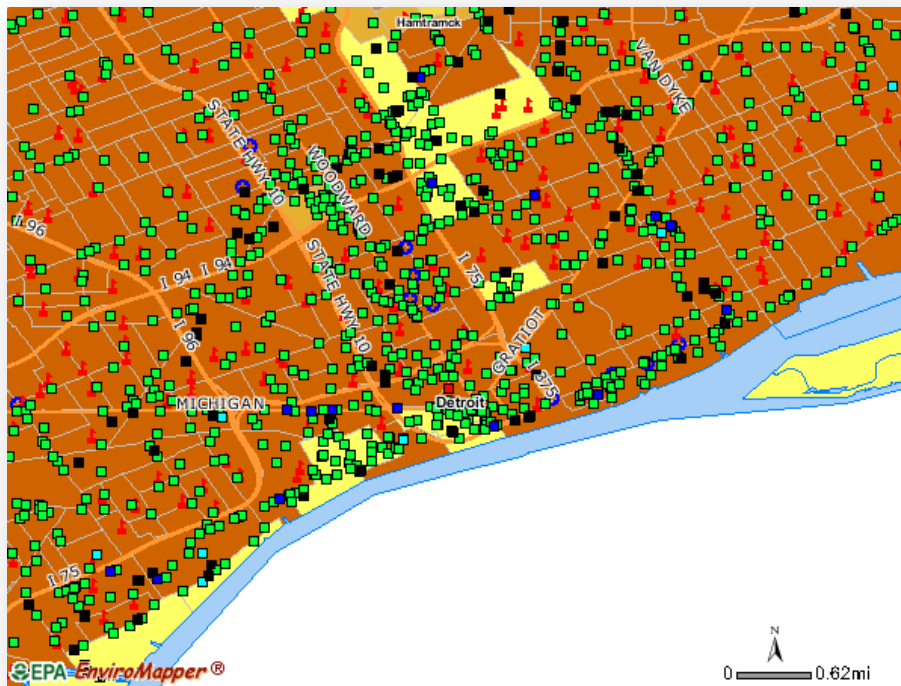 Hamtramck
VAN DYKE
STATE HWY 10
WOODWARD
I 96
I 94 I 94
I 75
STATE HWY 10
I 96
GRATIOT
I 375
MICHIGAN
Detroit
I 75
N
EPA EnviroMapper ®
0 0.62mi